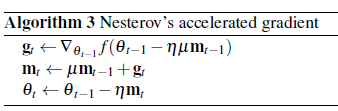 Algorithm 3 Nesterov's accelerated gradient
gₜ ← ∇_{θₜ₋₁} f(θₜ₋₁ − ημmₜ₋₁)
mₜ ← μmₜ₋₁ + gₜ
θₜ ← θₜ₋₁ − ηmₜ